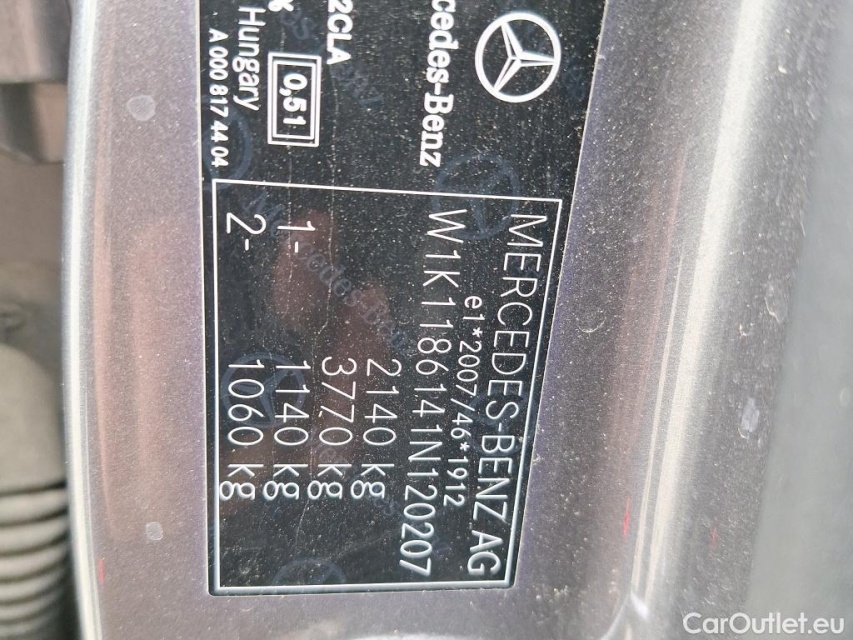 Mercedes-Benz
2CLA
0,51
Hungary
A 000 817 44 04
MERCEDES-BENZ AG
e1*2007/46*1912
W1K1186141N120207
2140 kg
3770 kg
1- 1140 kg
2- 1060 kg
CarOutlet.eu